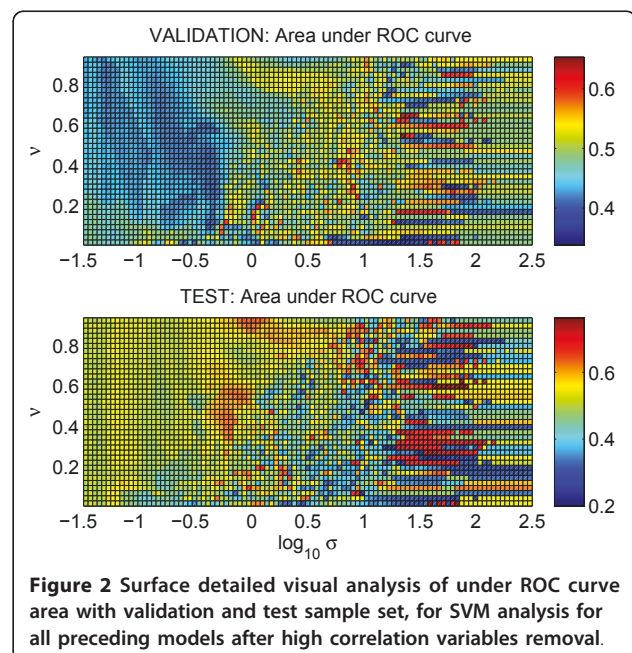 VALIDATION: Area under ROC curve
0.8
0.6
0.4
0.2
ν
−1.5 −1 −0.5 0 0.5 1 1.5 2 2.5
0.6
0.5
0.4
TEST: Area under ROC curve
0.8
0.6
0.4
0.2
ν
−1.5 −1 −0.5 0 0.5 1 1.5 2 2.5
log10 σ
0.6
0.4
0.2
Figure 2 Surface detailed visual analysis of under ROC curve
area with validation and test sample set, for SVM analysis for
all preceding models after high correlation variables removal.